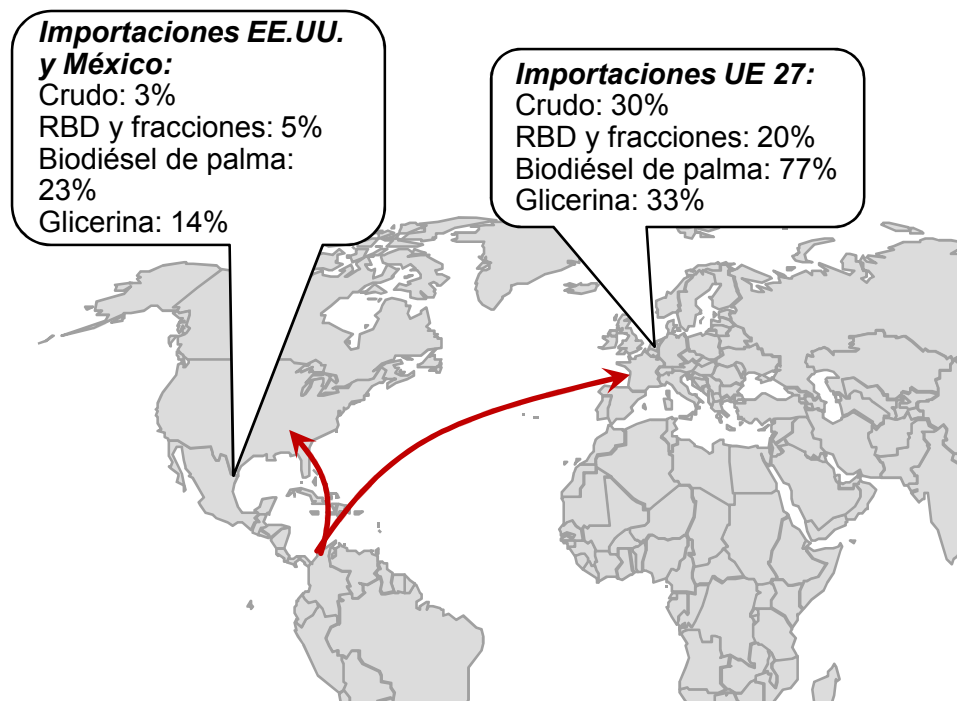 Importaciones EE.UU.
y México:
Crudo: 3%
RBD y fracciones: 5%
Biodiésel de palma:
23%
Glicerina: 14%
Importaciones UE 27:
Crudo: 30%
RBD y fracciones: 20%
Biodiésel de palma: 77%
Glicerina: 33%